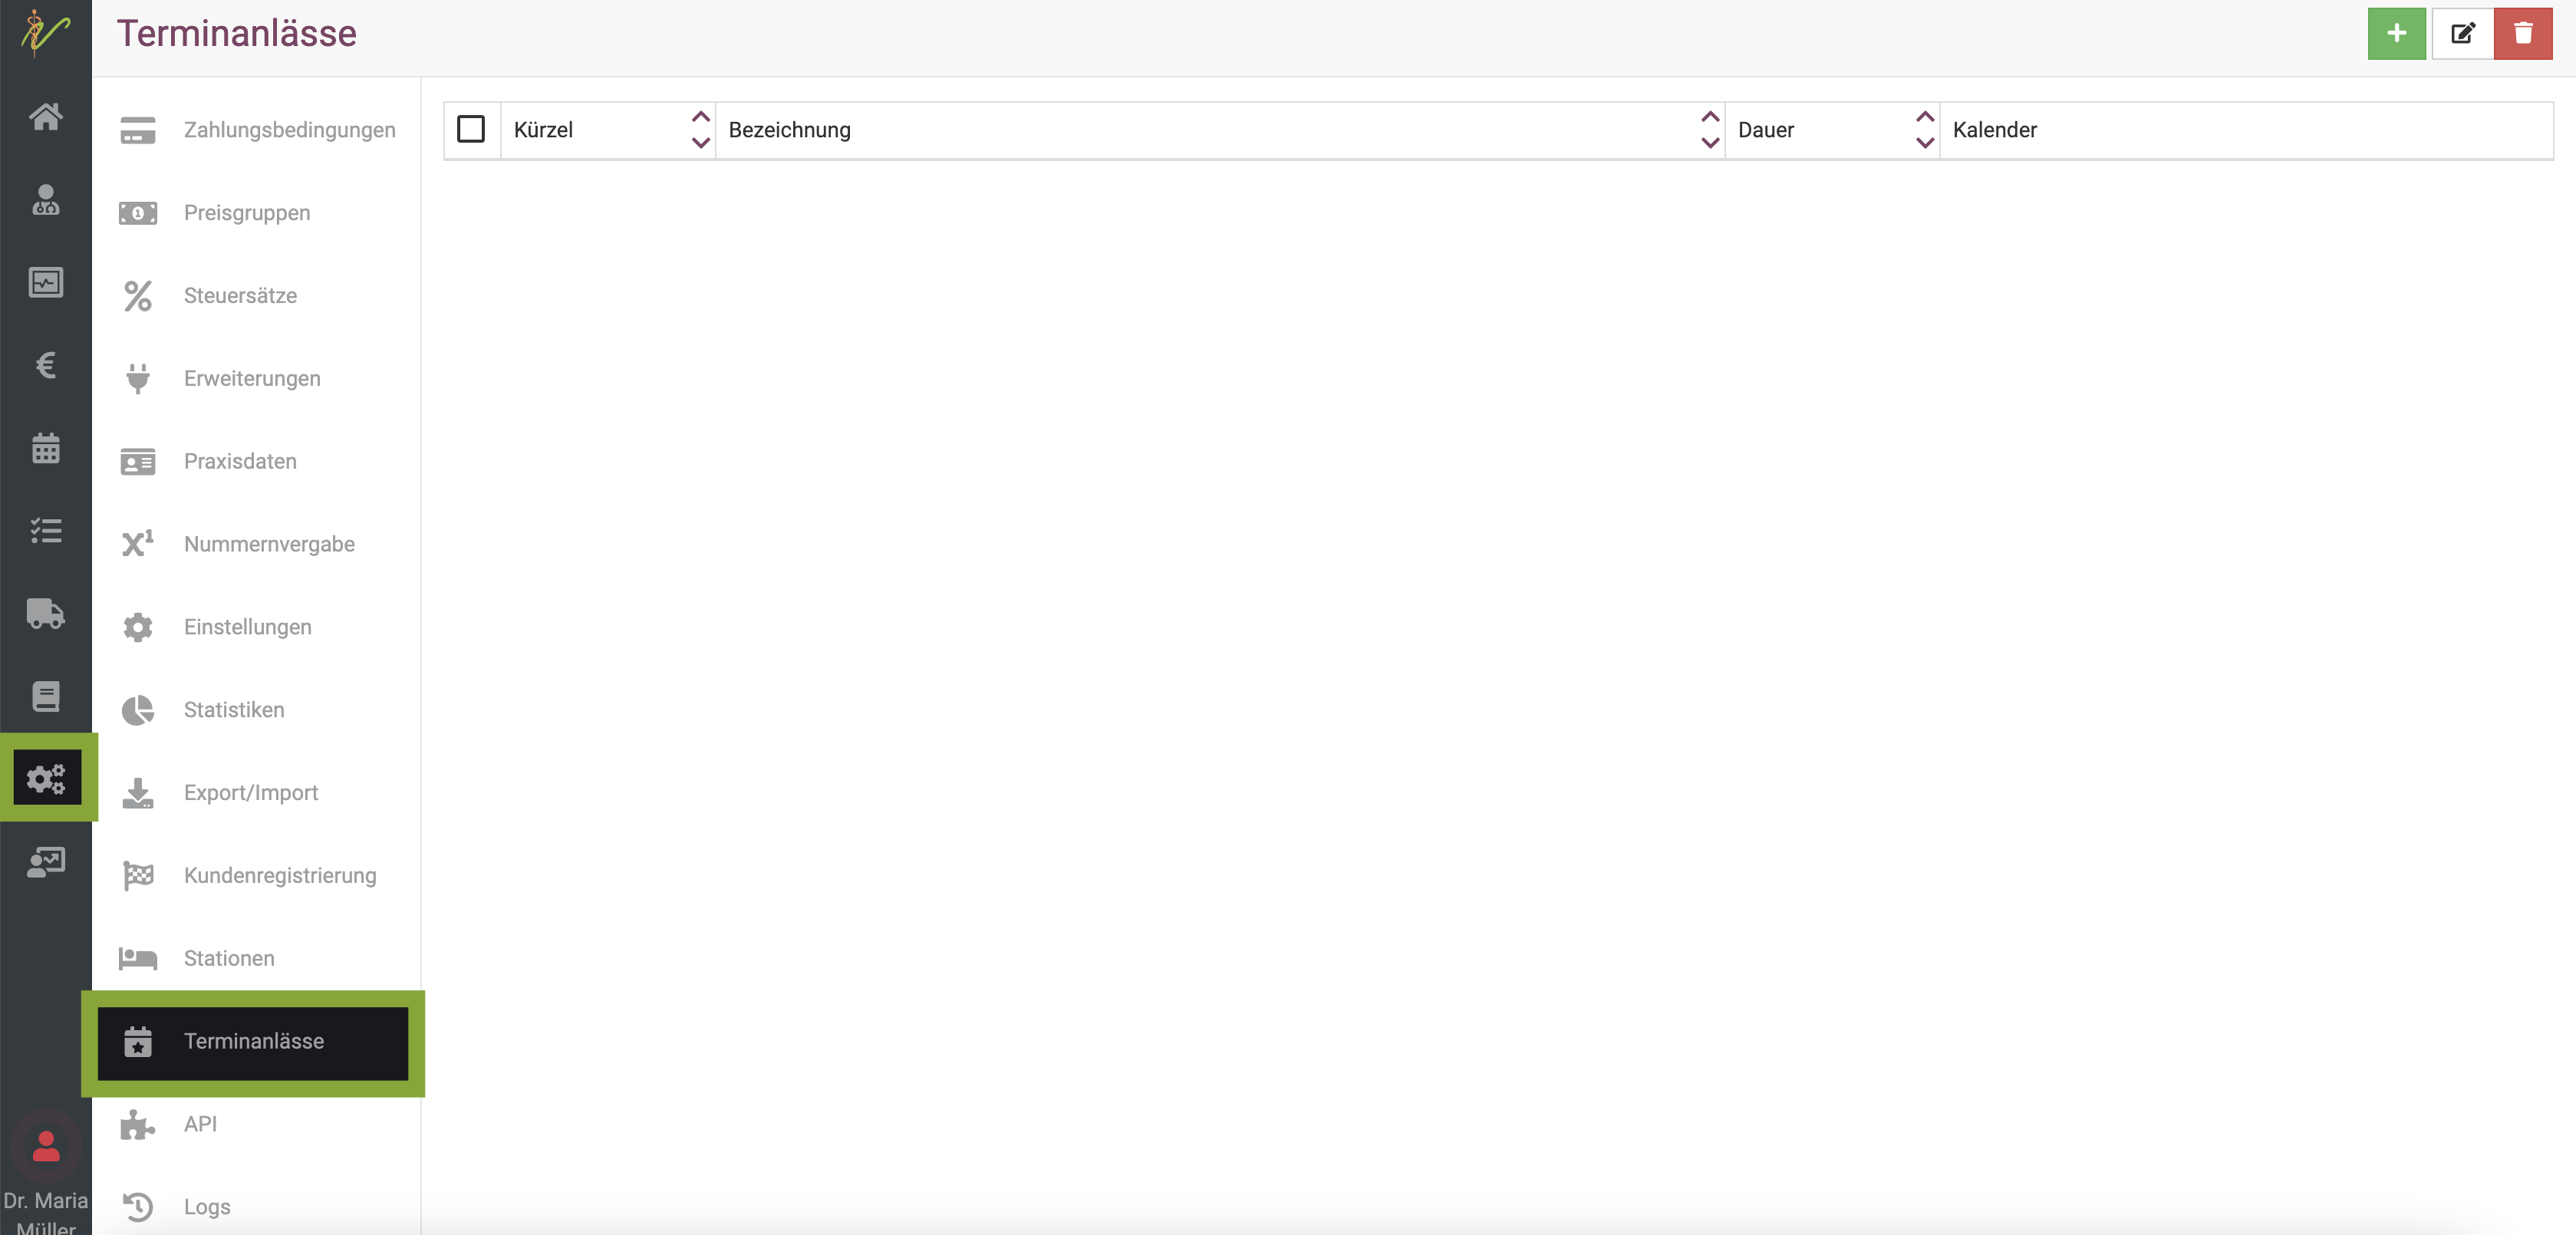 Terminanlässe
Zahlungsbedingungen
Preisgruppen
Steuersätze
Erweiterungen
Praxisdaten
Nummernvergabe
Einstellungen
Statistiken
Export/Import
Kundenregistrierung
Stationen
Terminanlässe
API
Logs
Kürzel
Bezeichnung
Dauer
Kalender
Dr. Maria
Müller